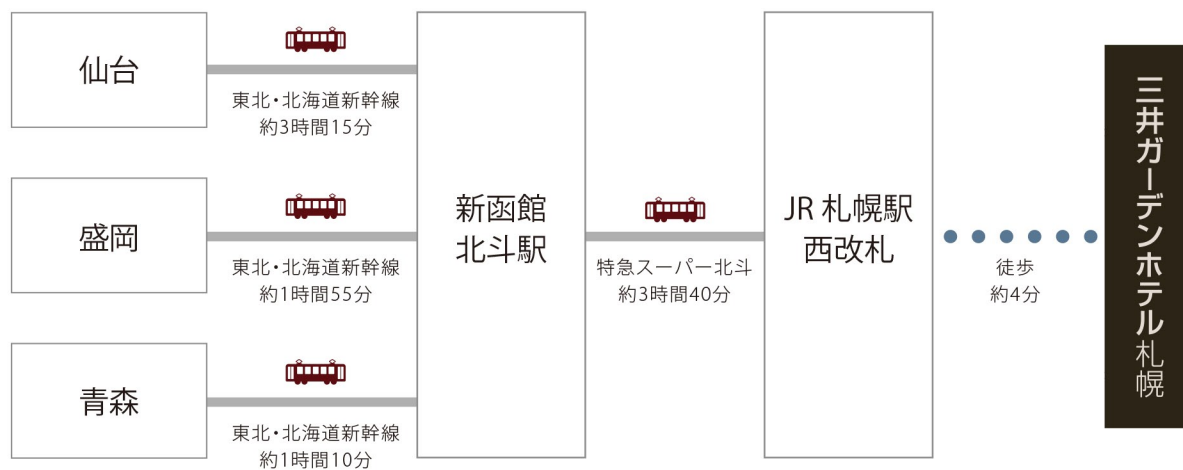 仙台
東北・北海道新幹線
約3時間15分
盛岡
東北・北海道新幹線
約1時間55分
青森
東北・北海道新幹線
約1時間10分
新函館
北斗駅
特急スーパー北斗
約3時間40分
JR 札幌駅
西改札
徒歩
約4分
三井ガーデンホテル札幌